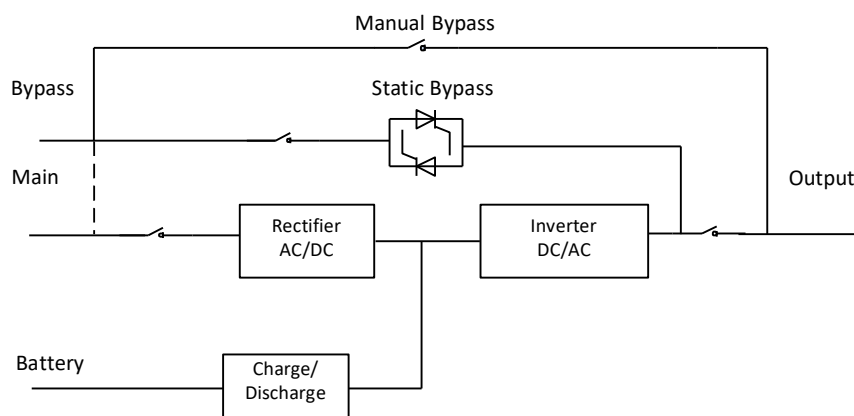 Manual Bypass
Bypass
Static Bypass
Main
Output
Rectifier
AC/DC
Inverter
DC/AC
Battery
Charge/
Discharge